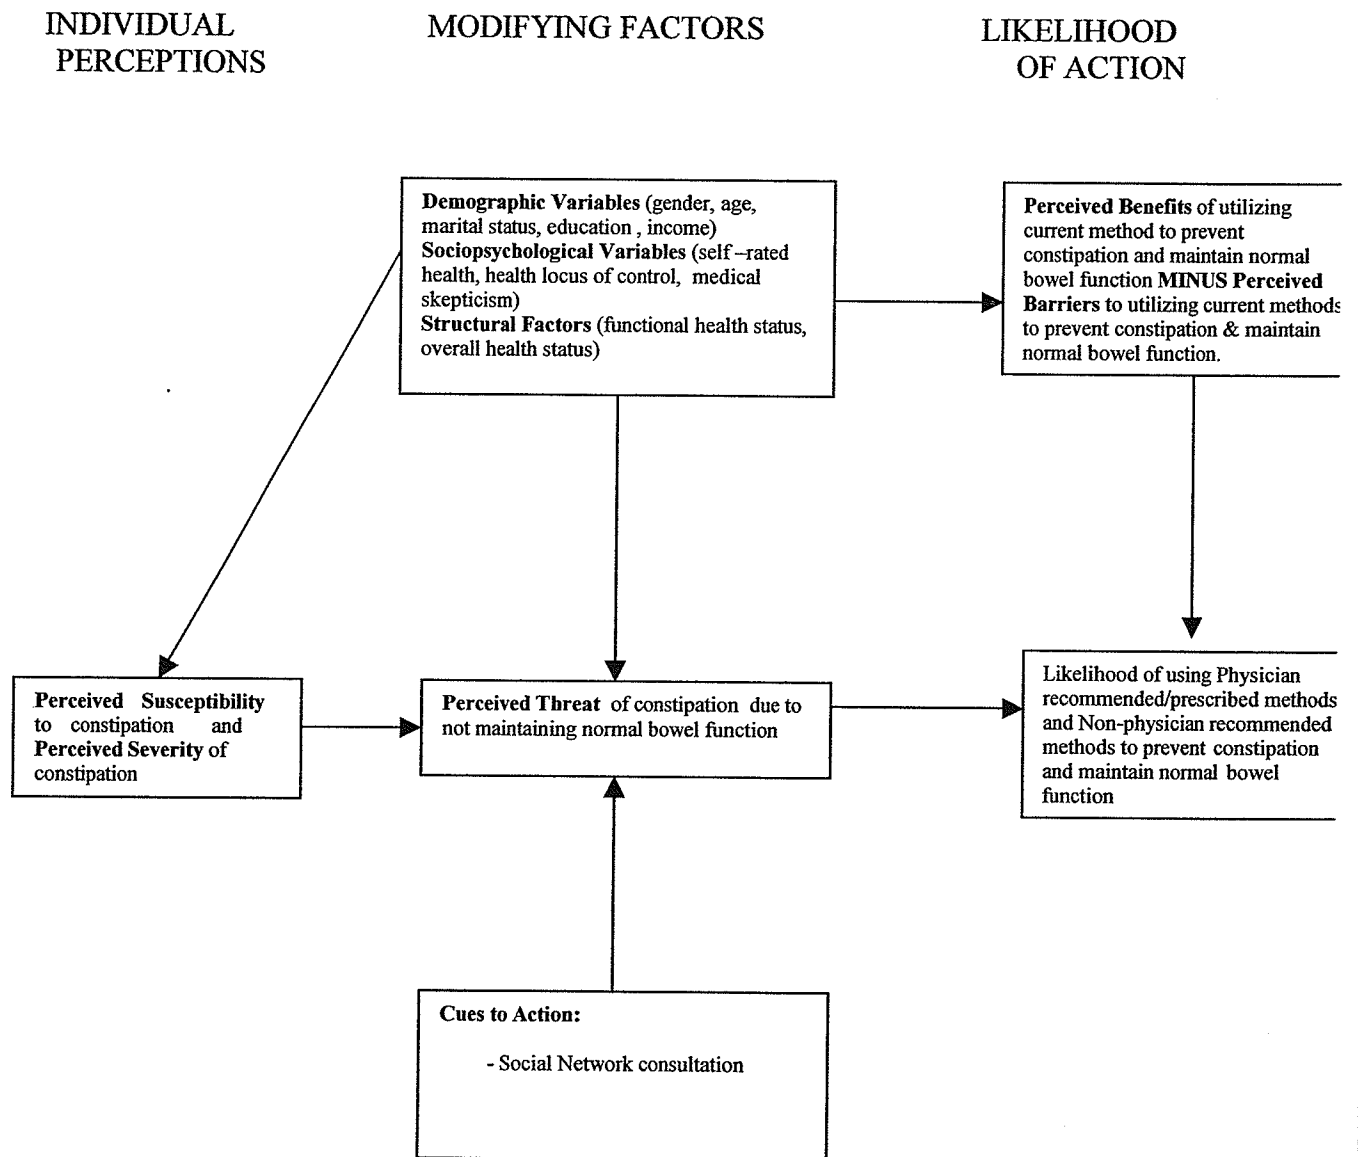 INDIVIDUAL
PERCEPTIONS
MODIFYING FACTORS
LIKELIHOOD
OF ACTION
Demographic Variables (gender, age,
marital status, education , income)
Sociopsychological Variables (self –rated
health, health locus of control, medical
skepticism)
Structural Factors (functional health status,
overall health status)
Perceived Benefits of utilizing
current method to prevent
constipation and maintain normal
bowel function MINUS Perceived
Barriers to utilizing current methods
to prevent constipation & maintain
normal bowel function.
Perceived Susceptibility
to constipation and
Perceived Severity of
constipation
Perceived Threat of constipation due to
not maintaining normal bowel function
Likelihood of using Physician
recommended/prescribed methods
and Non-physician recommended
methods to prevent constipation
and maintain normal bowel
function
Cues to Action:
- Social Network consultation